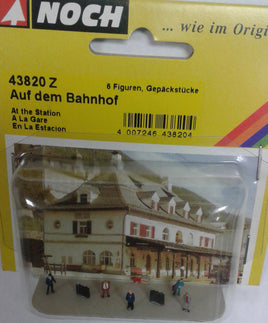 NOCH
... wie im Origi
43820 Z
6 Figuren, Gepäckstücke
Auf dem Bahnhof
At the Station
A La Gare
En La Estacion
4 007246 438204